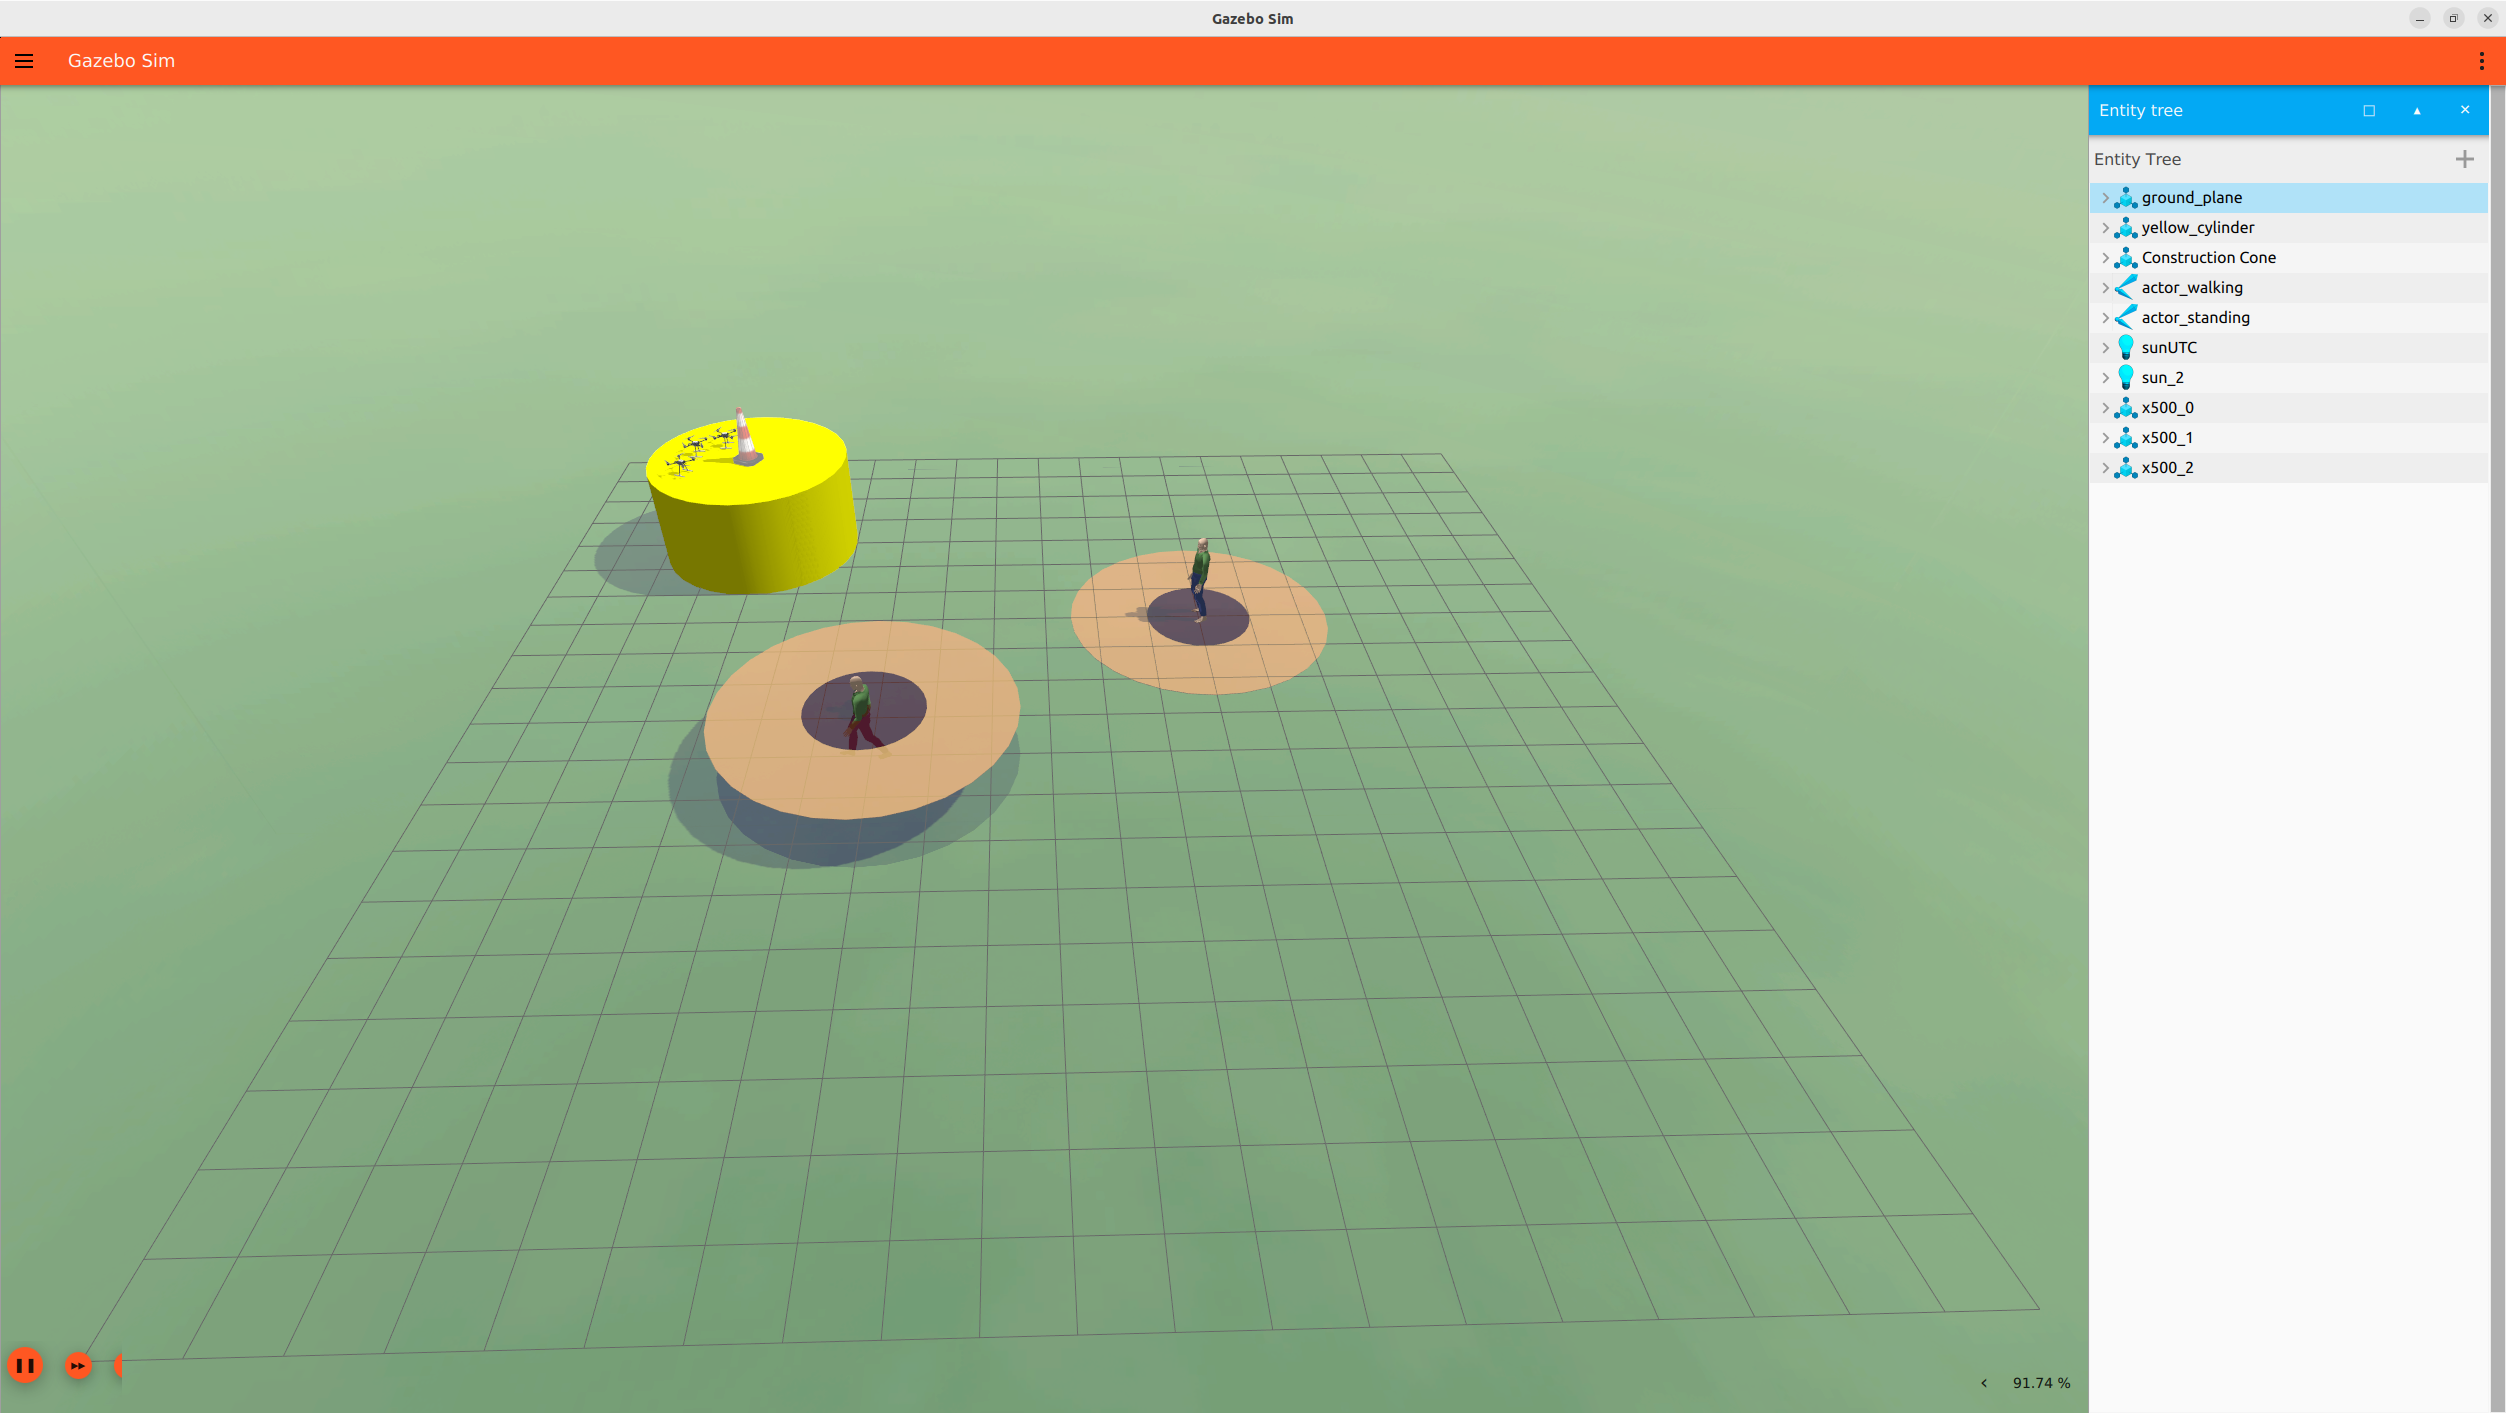 Gazebo Sim
Gazebo Sim
Entity tree
Entity Tree
ground_plane
yellow_cylinder
Construction Cone
actor_walking
actor_standing
sunUTC
sun_2
x500_0
x500_1
x500_2
91.74 %